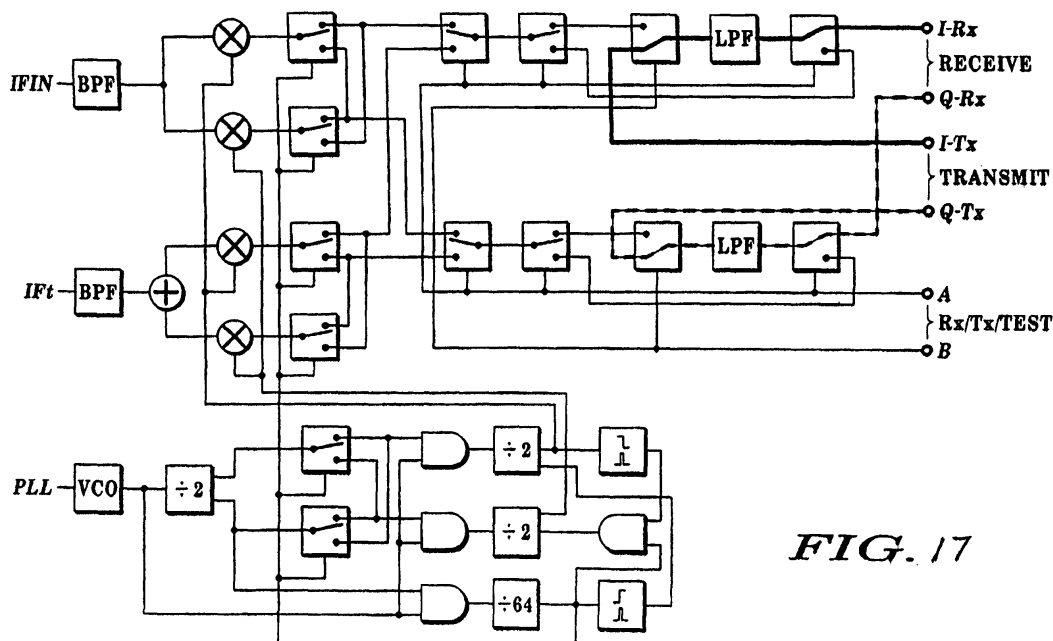 I-Rx
LPF
RECEIVE
IFIN
BPF
Q-Rx
I-Tx
TRANSMIT
Q-Tx
LPF
IFt
BPF
A
Rx/Tx/TEST
B
÷2
PLL
VCO
÷2
÷2
FIG. 17
÷64